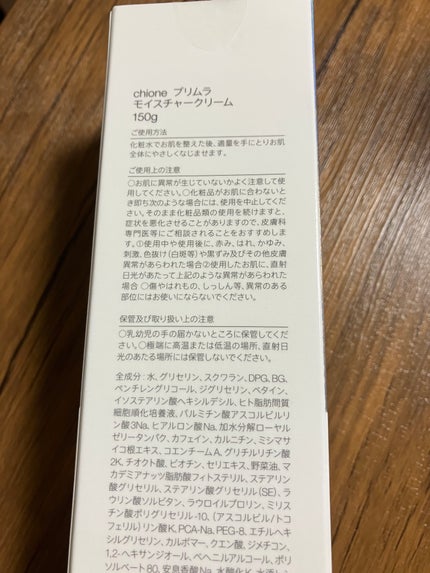 chione プリムラ
モイスチャークリーム
150g
ご使用方法
化粧水でお肌を整えた後、適量を手にとりお肌
全体にやさしくなじませます。
ご使用上の注意
○お肌に異常が生じていないかよく注意して使
用してください。○化粧品がお肌に合わないと
き即ち次のような場合には、使用を中止してくだ
さい。そのまま化粧品類の使用を続けますと、
症状を悪化させることがありますので、皮膚科
専門医等にご相談されることをおすすめしま
す。①使用中や使用後に、赤み、はれ、かゆみ、
刺激、色抜け(白斑等)や黒ずみ及びその他皮膚
異常があらわれた場合②使用したお肌に、直射
日光があたって上記のような異常があらわれた
場合 ○傷やはれもの、しっしん等、異常のある
部位にはお使いにならないでください。
保管及び取り扱い上の注意
○乳幼児の手の届かないところに保管してくだ
さい。○極端に高温または低温の場所、直射日
光のあたる場所には保管しないでください。
全成分:水、グリセリン、スクワラン、DPG、BG、
ペンチレングリコール、ジグリセリン、ベタイン、
イソステアリン酸ヘキシルデシル、ヒト脂肪間質
細胞順化培養液、パルミチン酸アスコルビルリ
ン酸3Na、ヒアルロン酸Na、加水分解ローヤル
ゼリータンパク、カフェイン、カルニチン、ミシマサ
イコ根エキス、コエンチームA、グリチルリチン酸
2K、チオクト酸、ビオチン、セリエキス、野菜油、マ
カデミアナッツ脂肪酸フィトステリル、ステアリン
酸グリセリル、ステアリン酸グリセリル(SE)、ラ
ウリン酸ソルビタン、ラウロイルプロリン、ミリス
チン酸ポリグリセリル-10、(アスコルビル/トコ
フェリル)リン酸K、PCA-Na、PEG-8、エチルヘキ
シルグリセリン、カルボマー、クエン酸、ジメチコン、
1,2-ヘキサンジオール、ベヘニルアルコール、ポリ
ソルベート80、安息香酸Na、水酸化K、